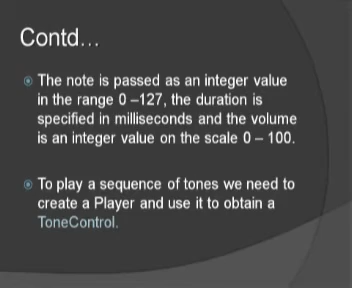 Contd...
The note is passed as an integer value
in the range 0 –127, the duration is
specified in milliseconds and the volume
is an integer value on the scale 0 – 100.
To play a sequence of tones we need to
create a Player and use it to obtain a
ToneControl.